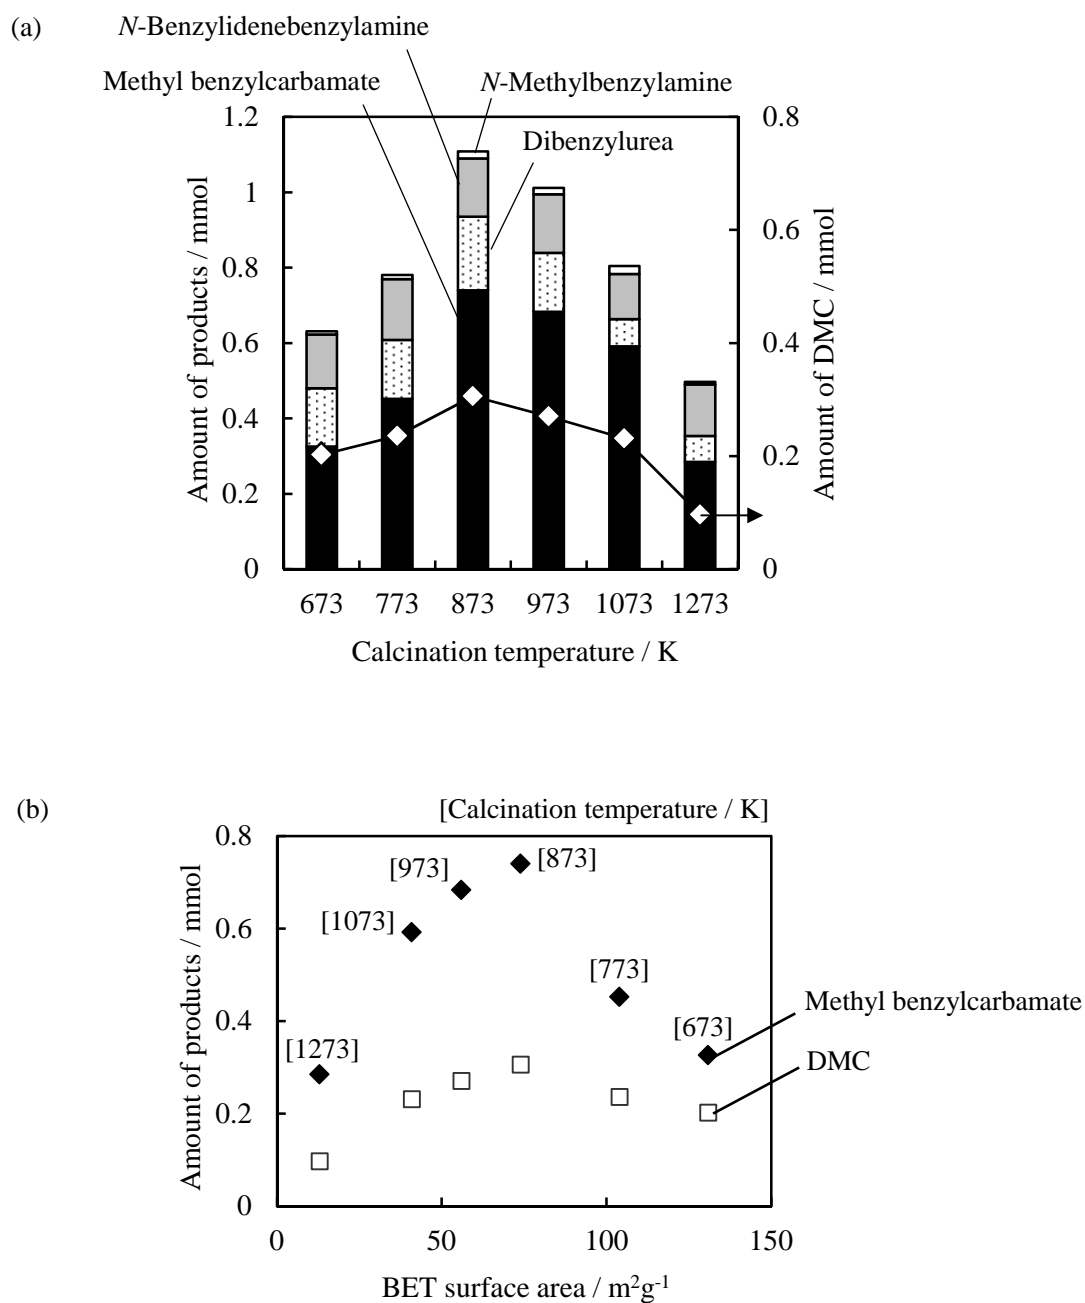 (a)
N-Benzylidenebenzylamine
Methyl benzylcarbamate
N-Methylbenzylamine
Dibenzylurea
Amount of products / mmol
1.2
1
0.8
0.6
0.4
0.2
0
0.8
0.6
0.4
0.2
0
Amount of DMC / mmol
673 773 873 973 1073 1273
Calcination temperature / K
(b)
[Calcination temperature / K]
Amount of products / mmol
0.8
0.6
0.4
0.2
0
[973]
[873]
[1073]
[773]
[673]
[1273]
Methyl benzylcarbamate
DMC
0 50 100 150
BET surface area / m²g⁻¹